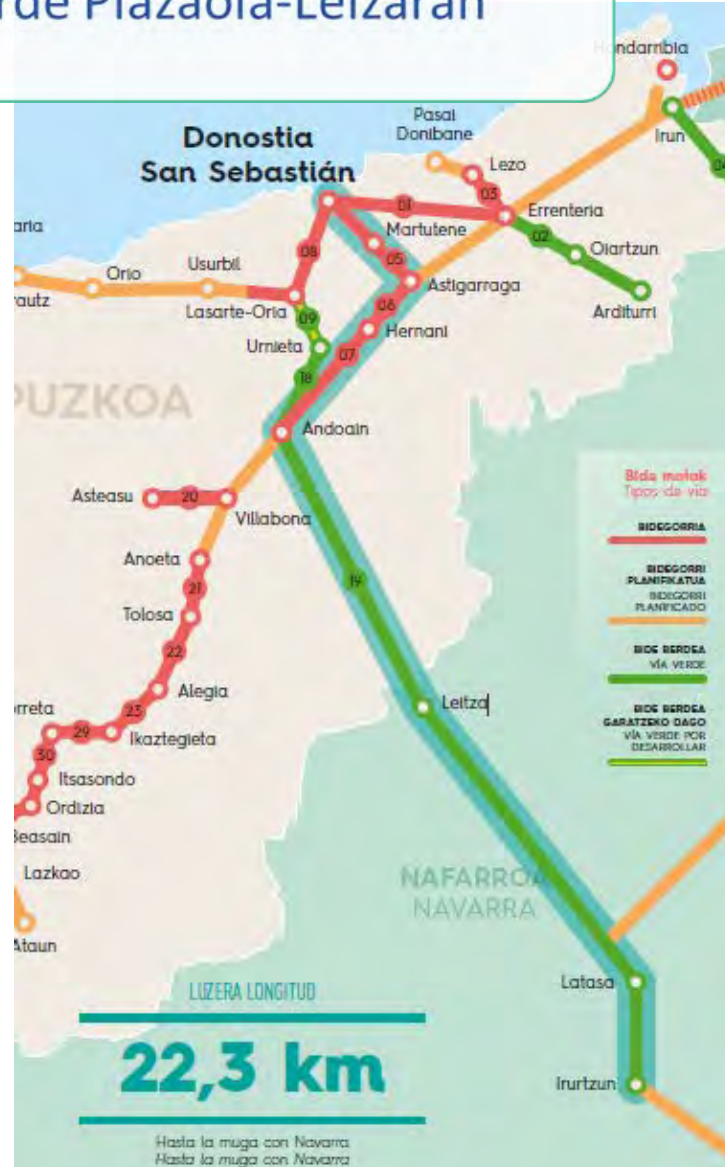 rde Plazaola-Leizaran
Hondarribia
Pasai
Donibane
Irun
Donostia
San Sebastián
Lezo
03
01
Errenteria
Martutene
02
Oiartzun
08
05
Orio
Usurbil
Astigarraga
Arditurri
rautz
Lasarte-Oria
06
09
Hernani
Urnieta
07
18
PUZKOA
Andoain
Bide motak
Tipos de vía
Asteasu
20
Villabona
BIDEGORRIA
Anoeta
BIDEGORRI
PLANIFIKATUA
BIDEGORRI
PLANIFICADO
21
19
Tolosa
22
BIDE BERDEA
VÍA VERDE
Alegia
Leitza
23
BIDE BERDEA
GARATZEKO DAGO
VÍA VERDE POR
DESARROLLAR
rreta
29
Ikaztegieta
30
Itsasondo
Ordizia
Beasain
Lazkao
NAFARROA
NAVARRA
Ataun
LUZERA LONGITUD
Latasa
22,3 km
Irurtzun
Hasta la muga con Navarra
Hasta la muga con Navarra